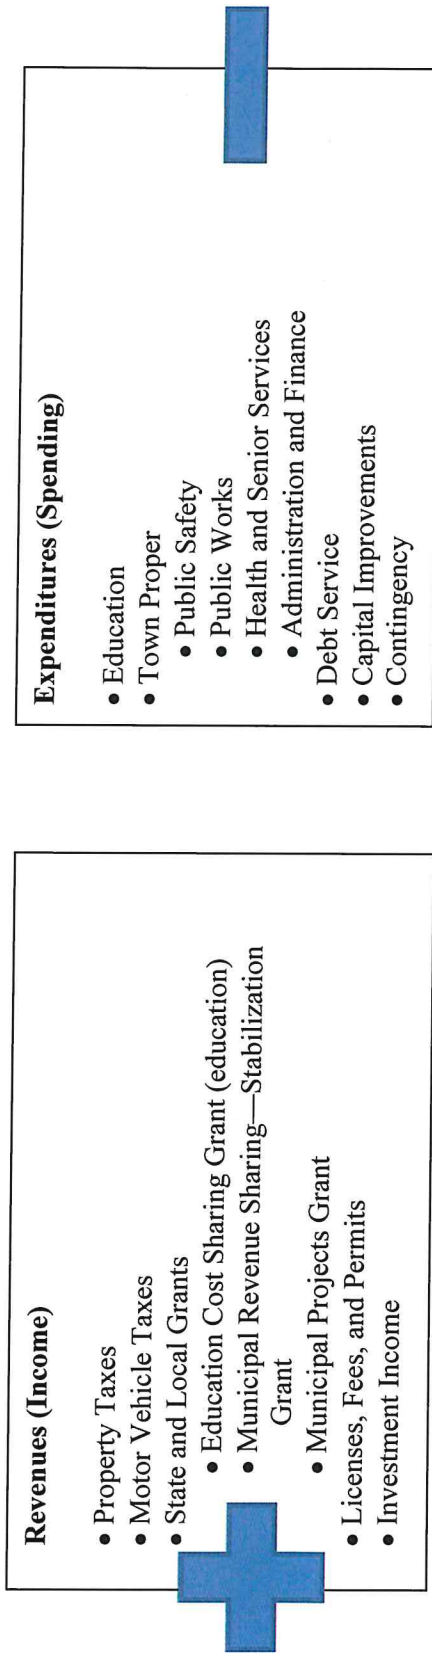 Revenues (Income)
• Property Taxes
• Motor Vehicle Taxes
• State and Local Grants
• Education Cost Sharing Grant (education)
• Municipal Revenue Sharing—Stabilization
Grant
• Municipal Projects Grant
• Licenses, Fees, and Permits
• Investment Income
Expenditures (Spending)
• Education
• Town Proper
• Public Safety
• Public Works
• Health and Senior Services
• Administration and Finance
• Debt Service
• Capital Improvements
• Contingency